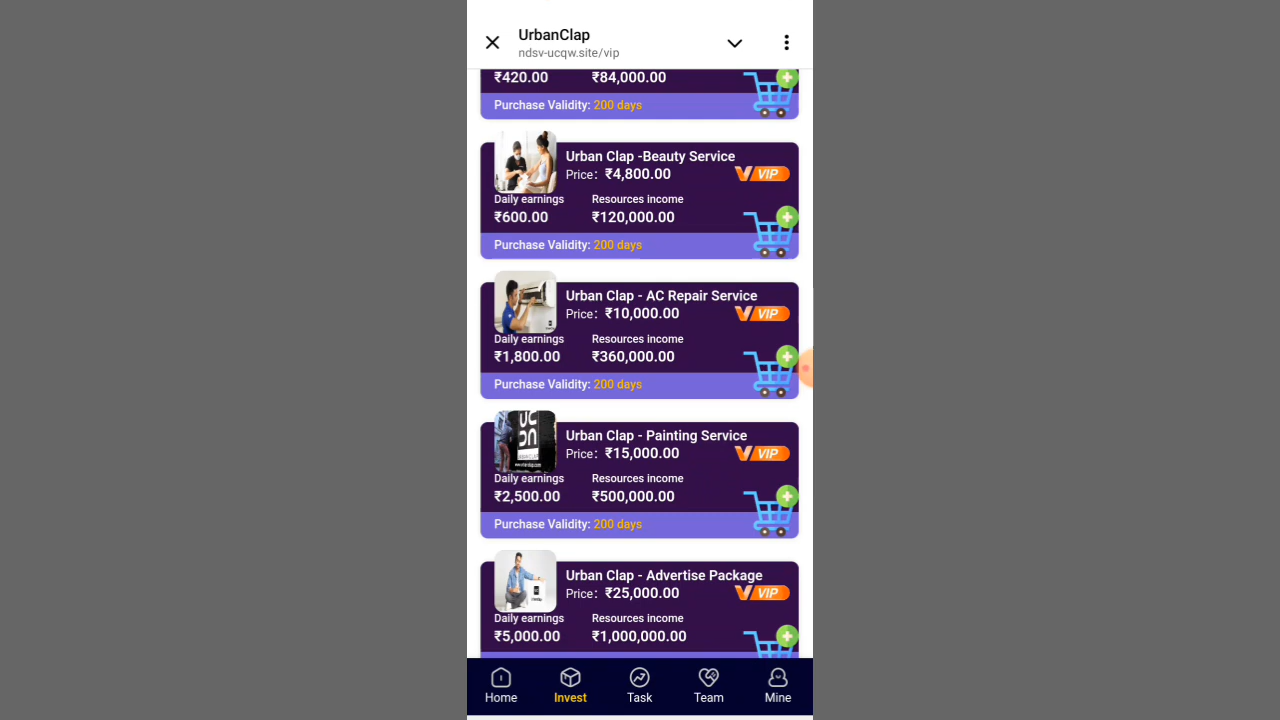 UrbanClap
ndsv-ucqw.site/vip
₹420.00 ₹84,000.00
Purchase Validity: 200 days
Urban Clap -Beauty Service
Price: ₹4,800.00
VIP
Daily earnings Resources income
₹600.00 ₹120,000.00
Purchase Validity: 200 days
Urban Clap - AC Repair Service
Price: ₹10,000.00
VIP
Daily earnings Resources income
₹1,800.00 ₹360,000.00
Purchase Validity: 200 days
Urban Clap - Painting Service
Price: ₹15,000.00
VIP
Daily earnings Resources income
₹2,500.00 ₹500,000.00
Purchase Validity: 200 days
Urban Clap - Advertise Package
Price: ₹25,000.00
VIP
Daily earnings Resources income
₹5,000.00 ₹1,000,000.00
Home Invest Task Team Mine